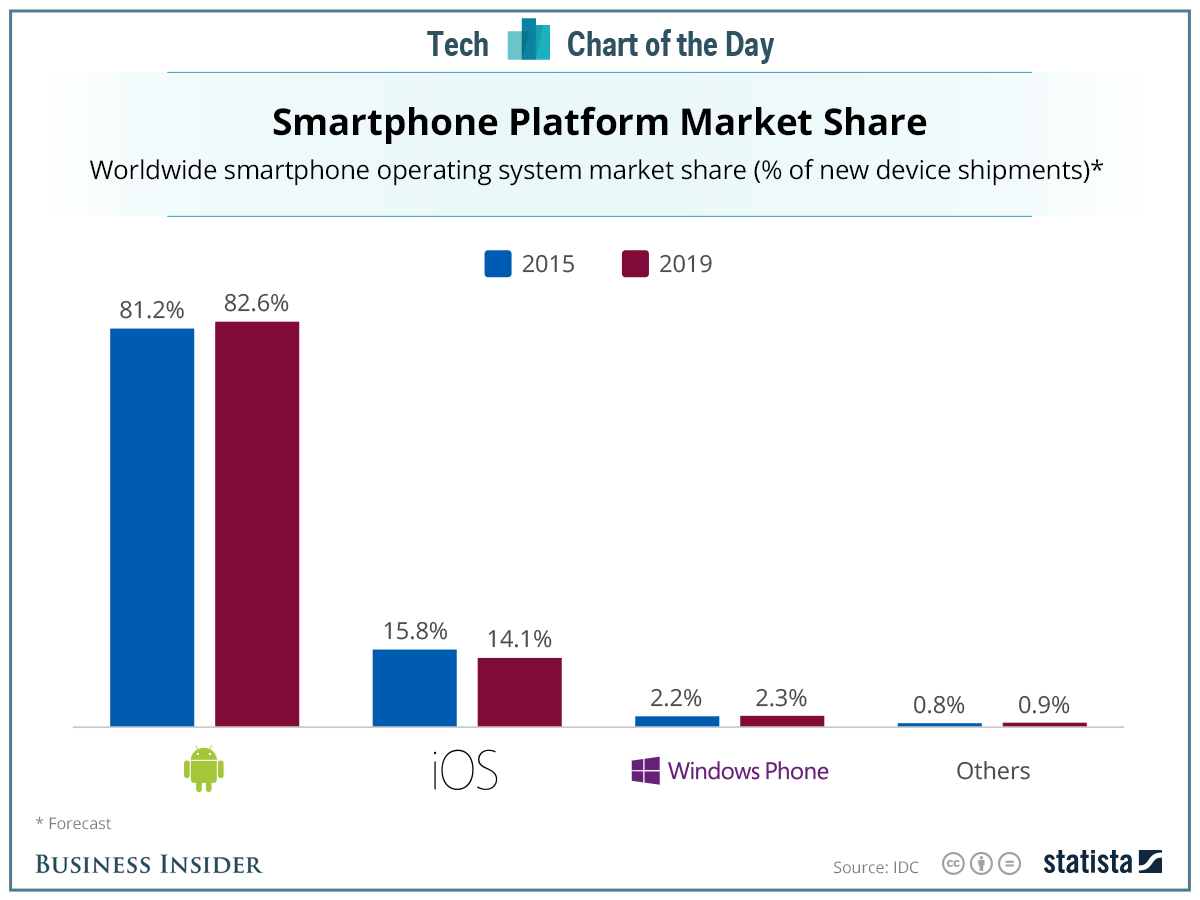 Tech Chart of the Day
Smartphone Platform Market Share
Worldwide smartphone operating system market share (% of new device shipments)*
2015 2019
81.2% 82.6%
15.8% 14.1%
2.2% 2.3%
0.8% 0.9%
iOS
Windows Phone
Others
* Forecast
BUSINESS INSIDER
Source: IDC
cc
statista